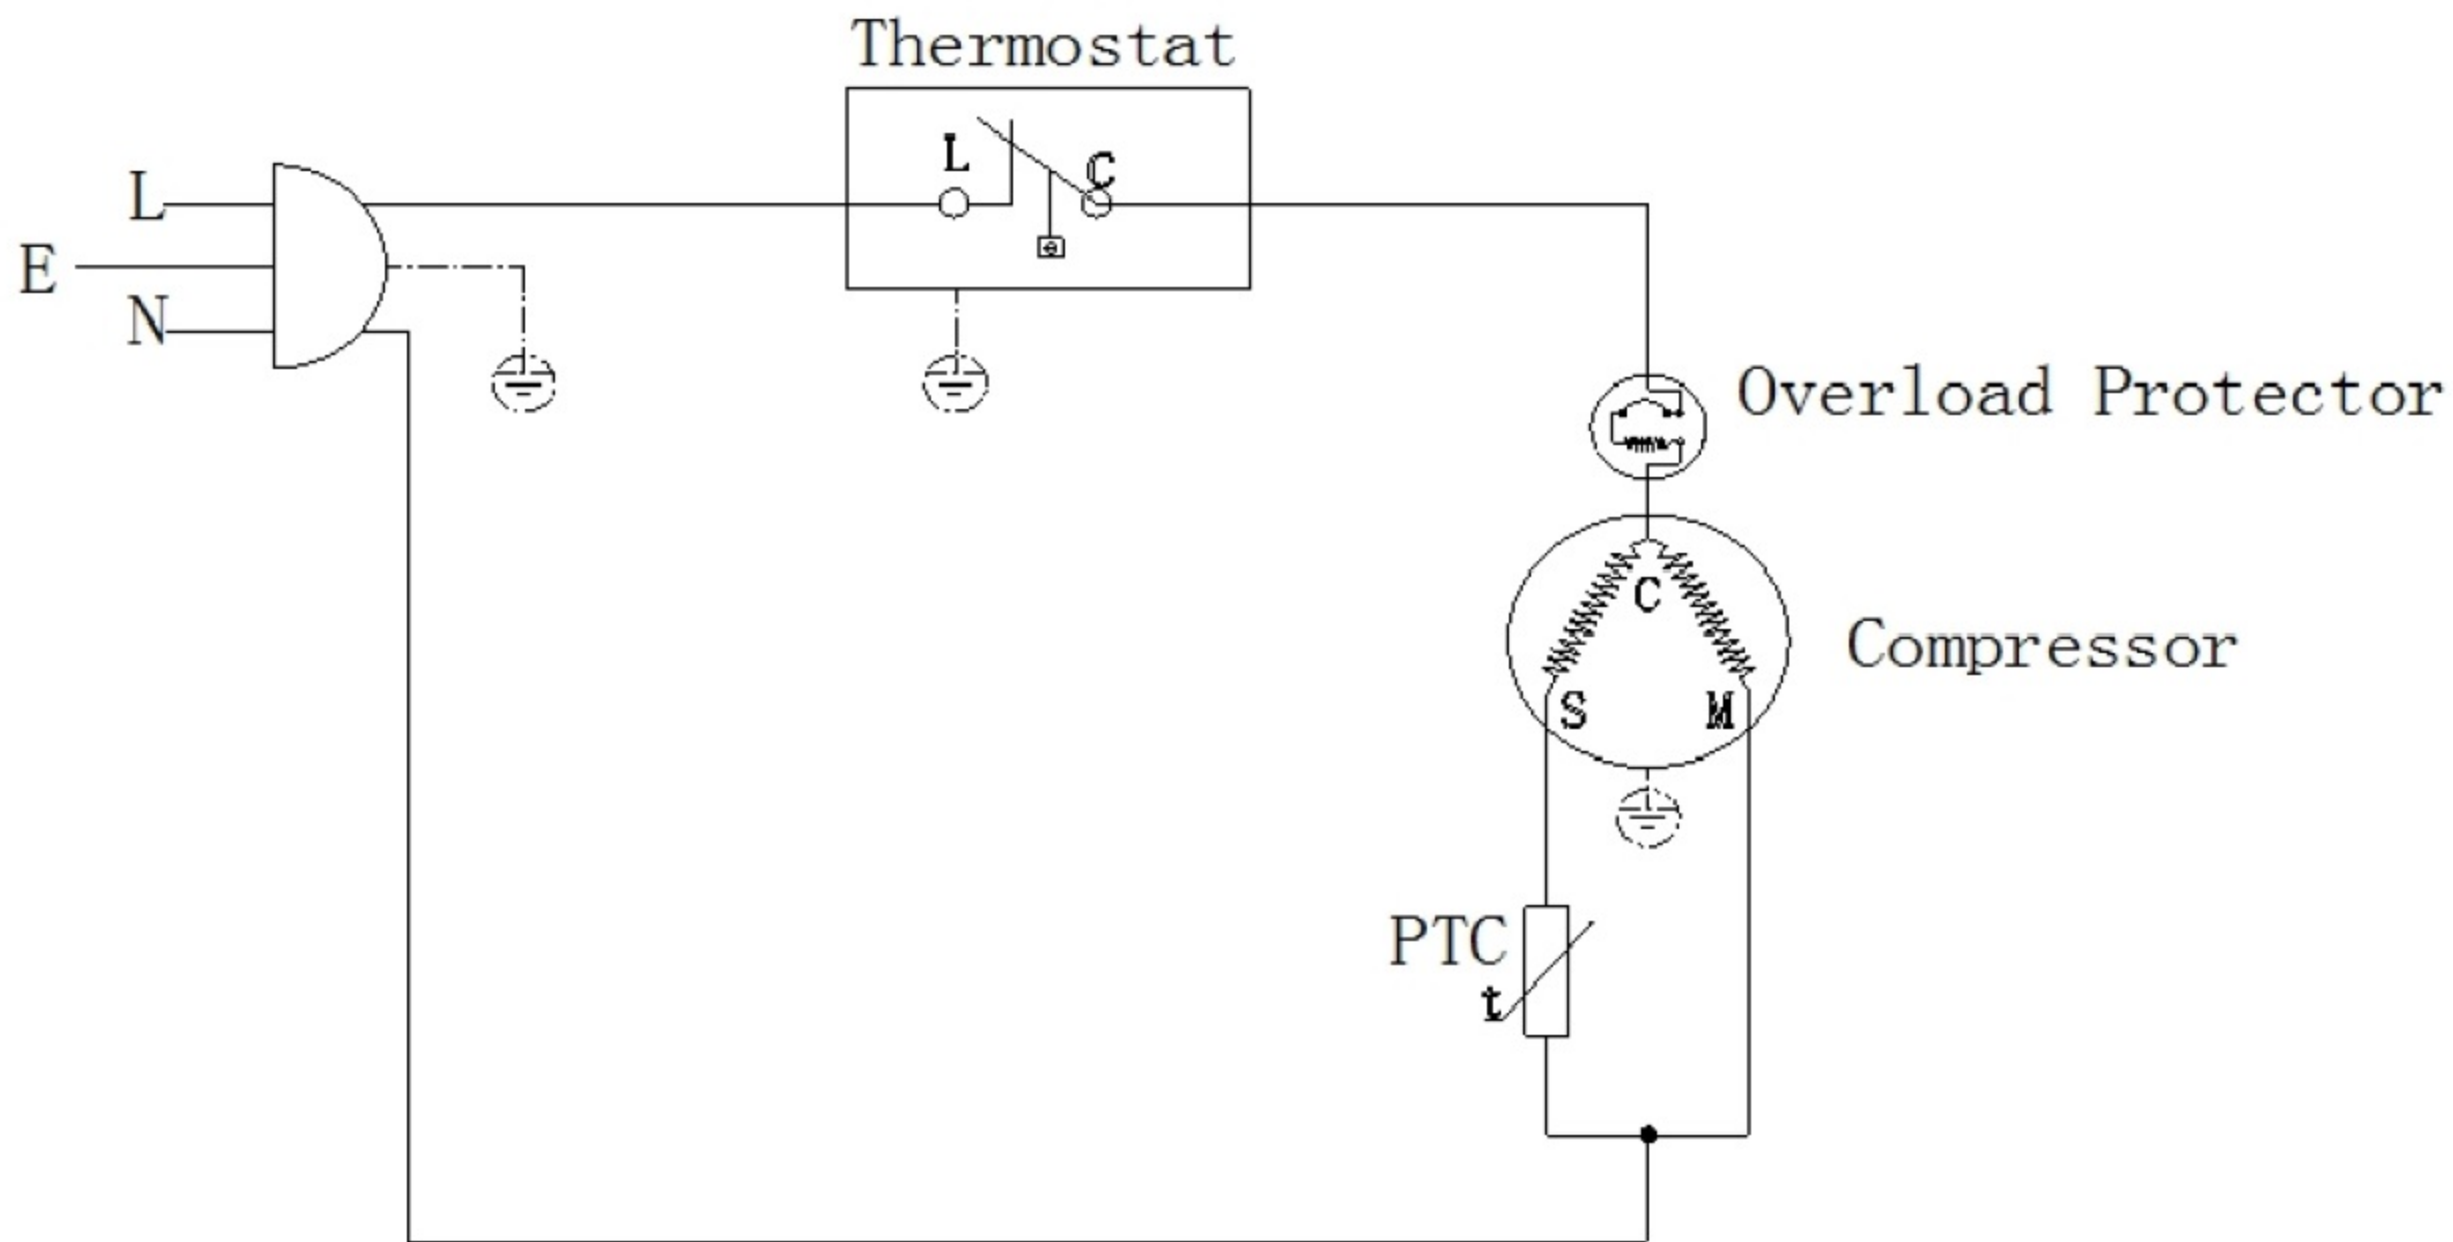 Thermostat
L
C
L
E
N
Overload Protector
C
Compressor
S
M
PTC
t